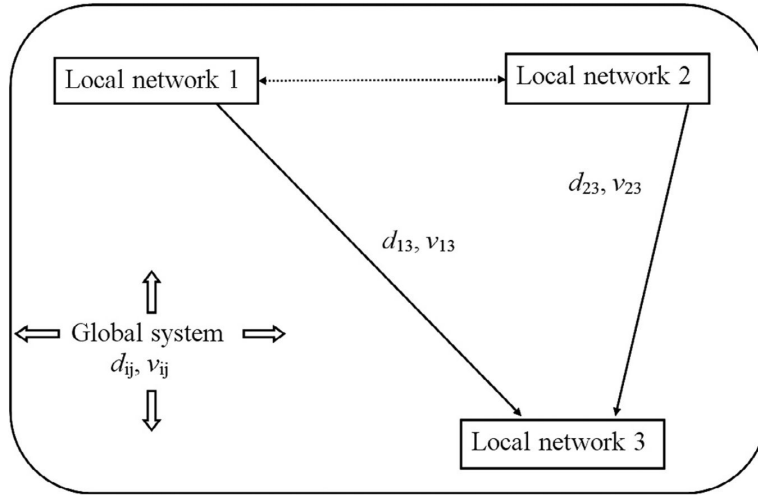 Local network 1
Local network 2
d23, v23
d13, v13
Global system
dij, vij
Local network 3